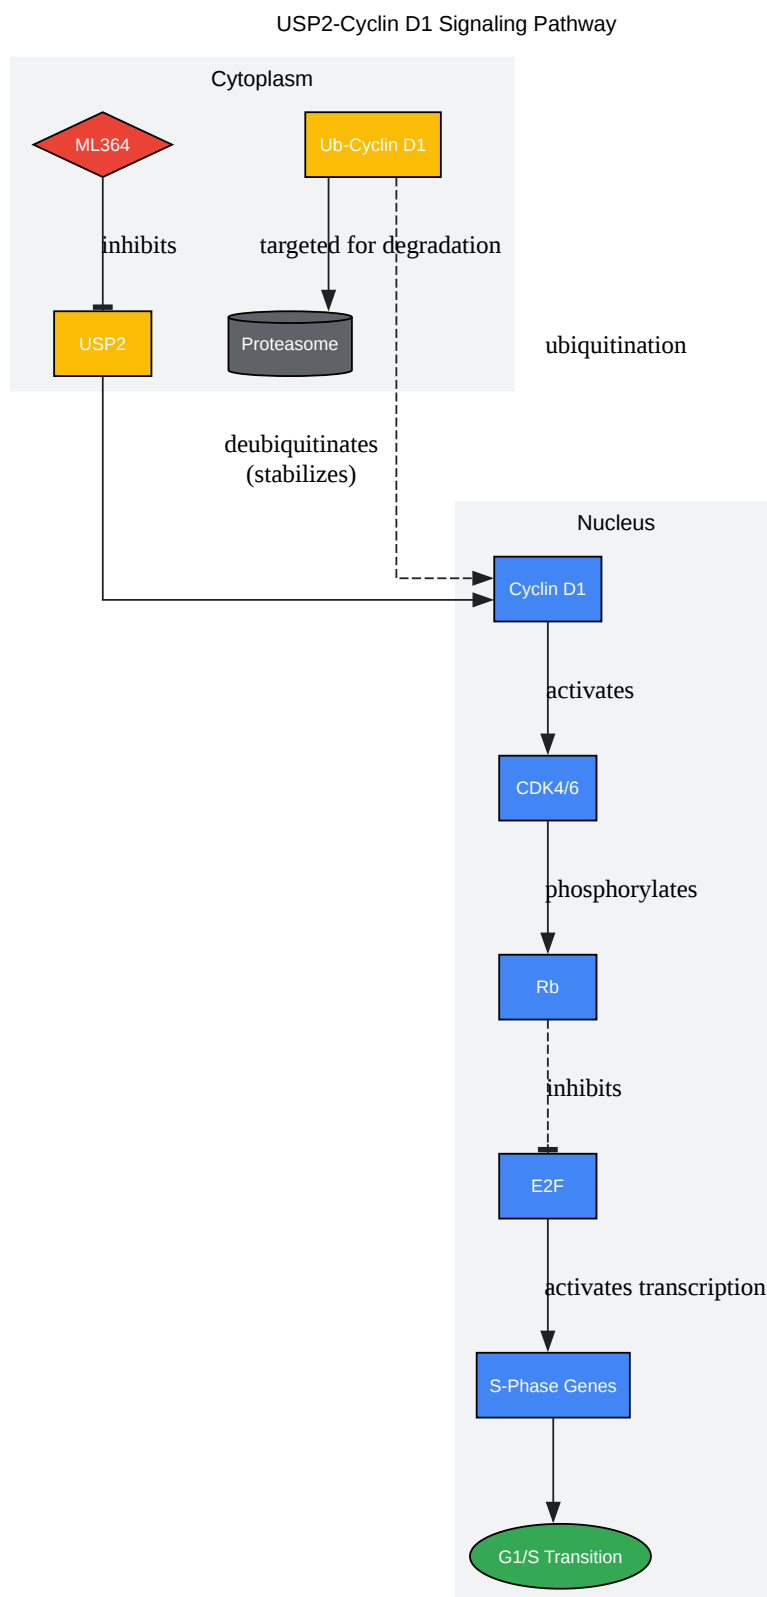 USP2-Cyclin D1 Signaling Pathway
Cytoplasm
ML364
Ub-Cyclin D1
inhibits
targeted for degradation
USP2
Proteasome
ubiquitination
deubiquitinates
(stabilizes)
Nucleus
Cyclin D1
activates
CDK4/6
phosphorylates
Rb
inhibits
E2F
activates transcription
S-Phase Genes
G1/S Transition